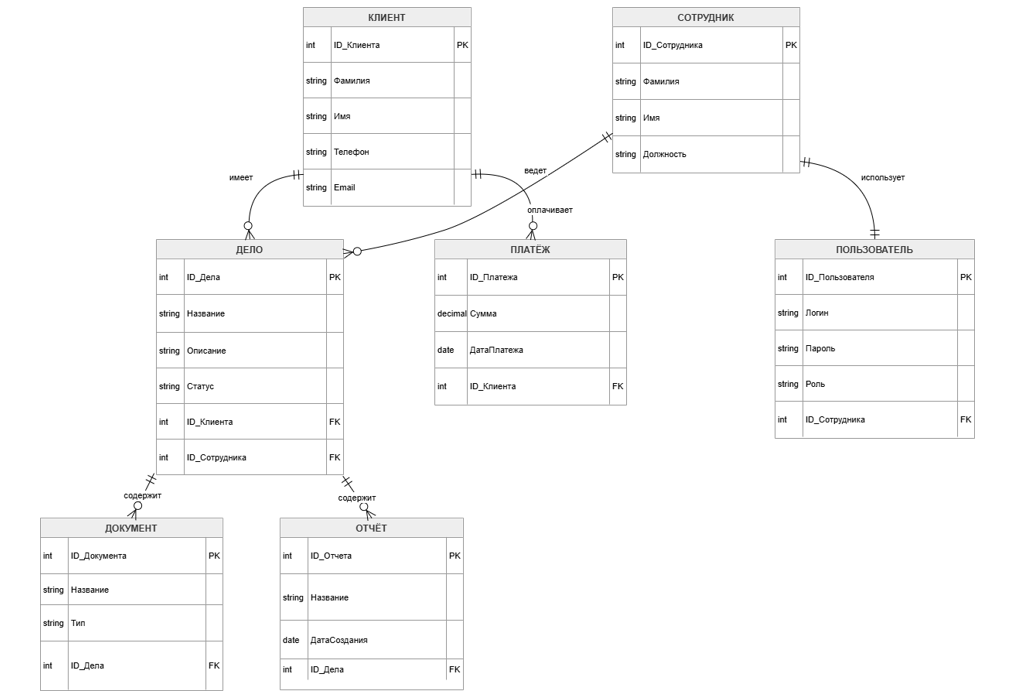 КЛИЕНТ
int ID_Клиента PK
string Фамилия
string Имя
string Телефон
string Email
СОТРУДНИК
int ID_Сотрудника PK
string Фамилия
string Имя
string Должность
имеет
оплачивает
ведет
использует
ДЕЛО
int ID_Дела PK
string Название
string Описание
string Статус
int ID_Клиента FK
int ID_Сотрудника FK
ПЛАТЁЖ
int ID_Платежа PK
decimal Сумма
date ДатаПлатежа
int ID_Клиента FK
ПОЛЬЗОВАТЕЛЬ
int ID_Пользователя PK
string Логин
string Пароль
string Роль
int ID_Сотрудника FK
содержит
содержит
ДОКУМЕНТ
int ID_Документа PK
string Название
string Тип
int ID_Дела FK
ОТЧЁТ
int ID_Отчета PK
string Название
date ДатаСоздания
int ID_Дела FK